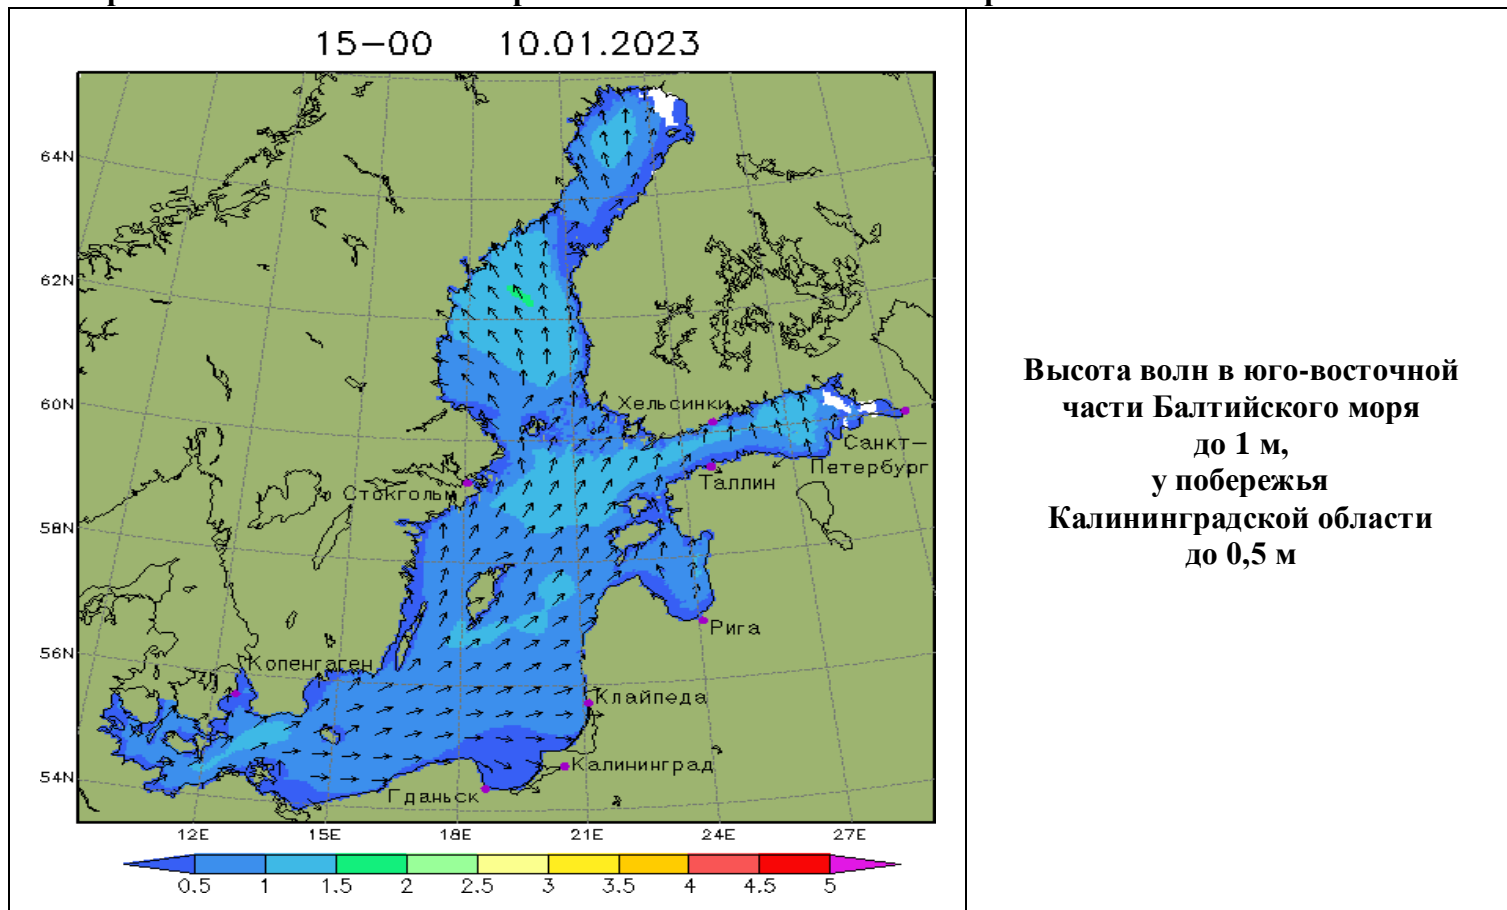 15-00 10.01.2023
64N
62N
60N
58N
56N
54N
Хельсинки
Санкт-
Петербург
Таллин
Стокгольм
Рига
Копенгаген
Клайпеда
Калининград
Гданьск
12E 15E 18E 21E 24E 27E
0.5 1 1.5 2 2.5 3 3.5 4 4.5 5
Высота волн в юго-восточной
части Балтийского моря
до 1 м,
у побережья
Калининградской области
до 0,5 м